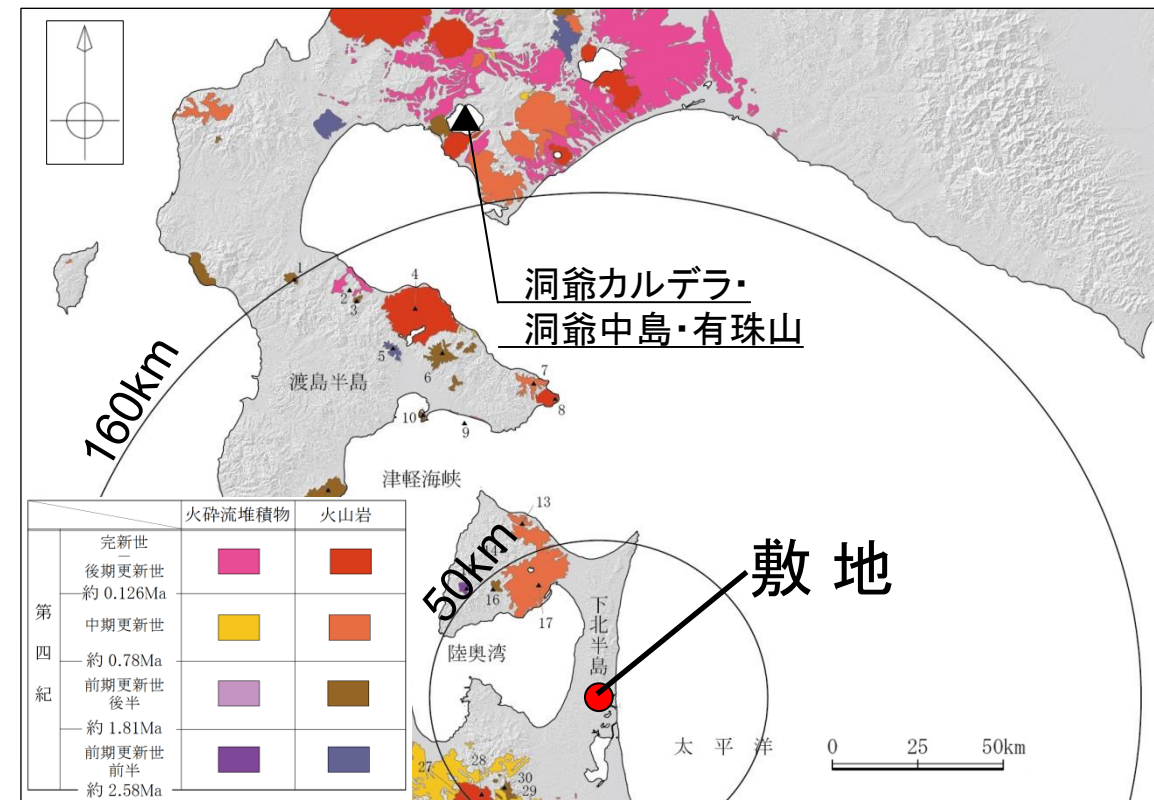 洞爺カルデラ・
洞爺中島・有珠山
1
2
3
4
5
渡島半島
6
7
8
10
9
160km
津軽海峡
13
50km
14
16
17
下北半島
敷 地
陸奥湾
太 平 洋
0 25 50km
27
28
30
29
火砕流堆積物 火山岩
第四紀
完新世
|
後期更新世
約 0.126Ma
中期更新世
約 0.78Ma
前期更新世
後半
約 1.81Ma
前期更新世
前半
約 2.58Ma